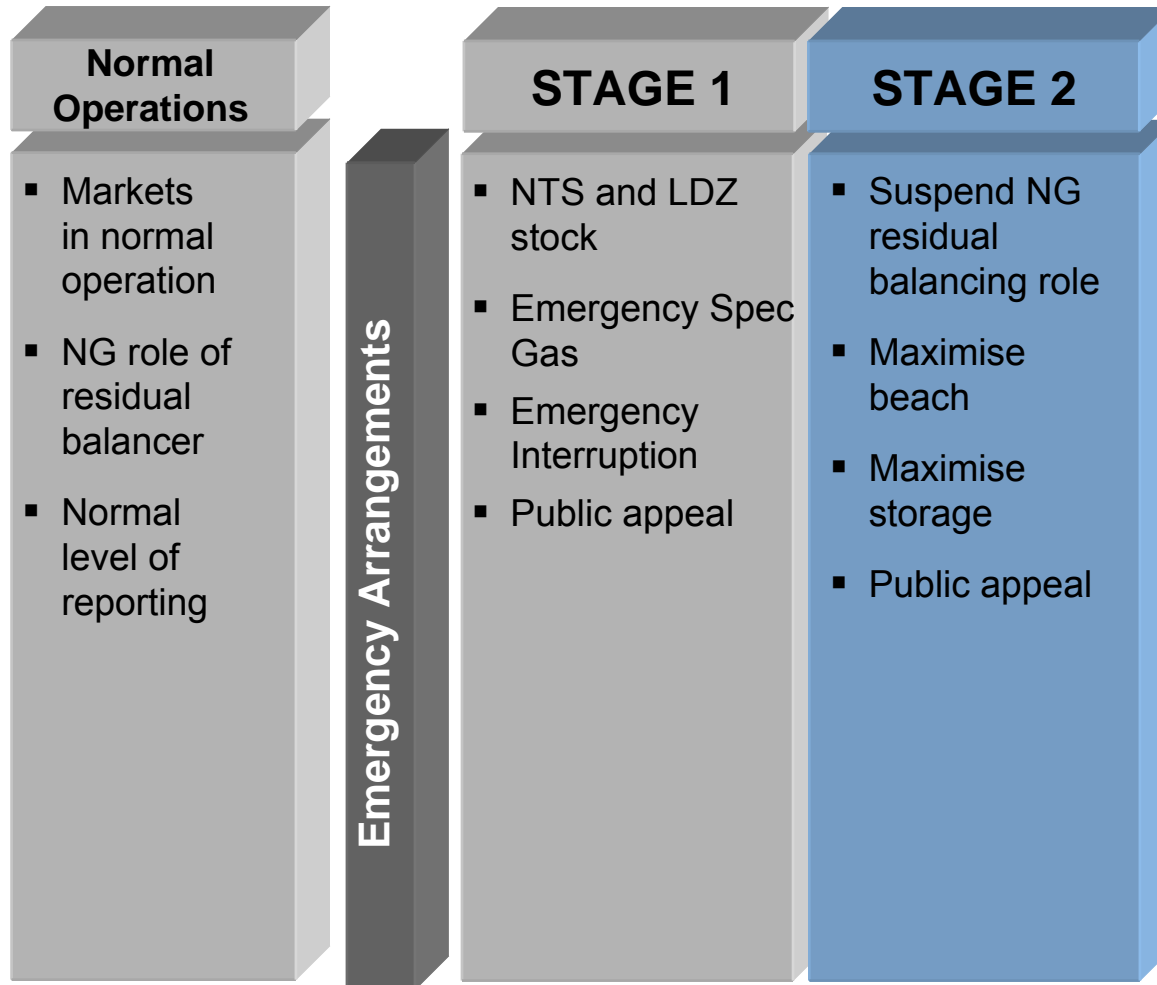 Normal
Operations
▪ Markets
in normal
operation
▪ NG role of
residual
balancer
▪ Normal
level of
reporting
Emergency Arrangements
STAGE 1
▪ NTS and LDZ
stock
▪ Emergency Spec
Gas
▪ Emergency
Interruption
▪ Public appeal
STAGE 2
▪ Suspend NG
residual
balancing role
▪ Maximise
beach
▪ Maximise
storage
▪ Public appeal